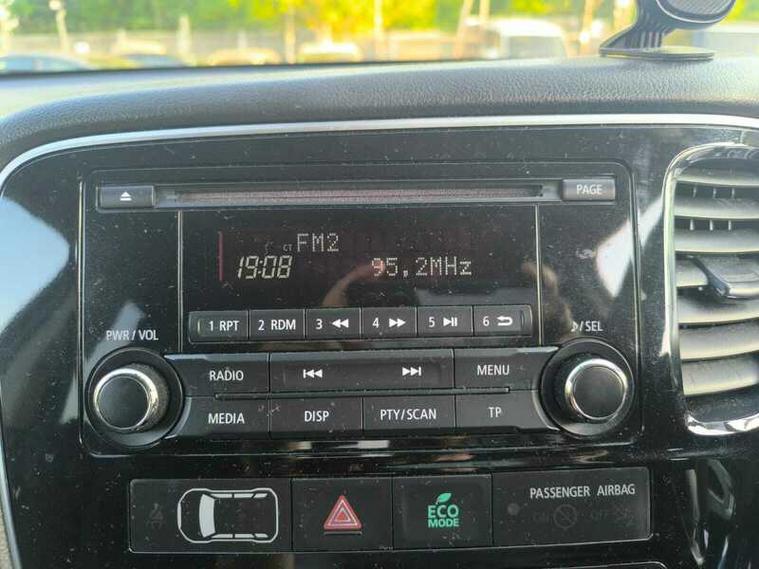 PAGE
CT FM2
19:08 95,2MHz
1 RPT 2 RDM 3 4 5 6
PWR/VOL ♪/SEL
RADIO MENU
MEDIA DISP PTY/SCAN TP
PASSENGER AIRBAG
ECO
MODE
OFF